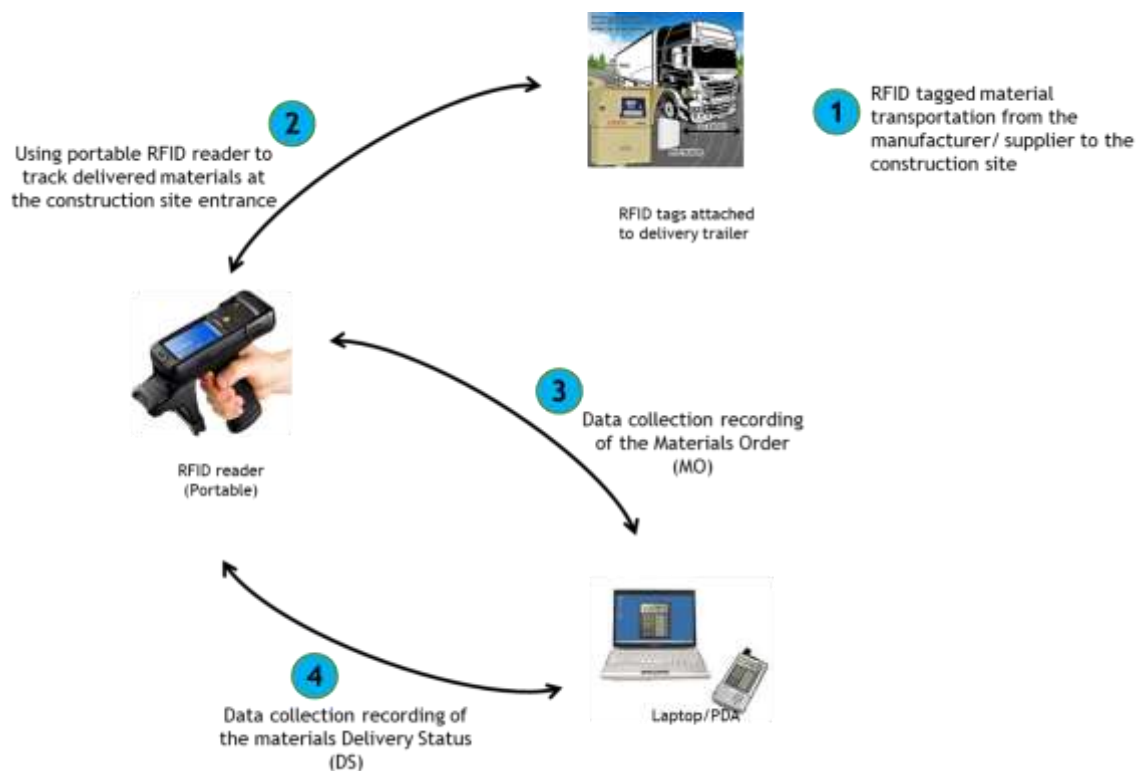 1
RFID tagged material
transportation from the
manufacturer/ supplier to the
construction site
2
Using portable RFID reader to
track delivered materials at
the construction site entrance
RFID tags attached
to delivery trailer
3
Data collection recording
of the Materials Order
(MO)
RFID reader
(Portable)
4
Data collection recording of
the materials Delivery Status
(DS)
Laptop/PDA